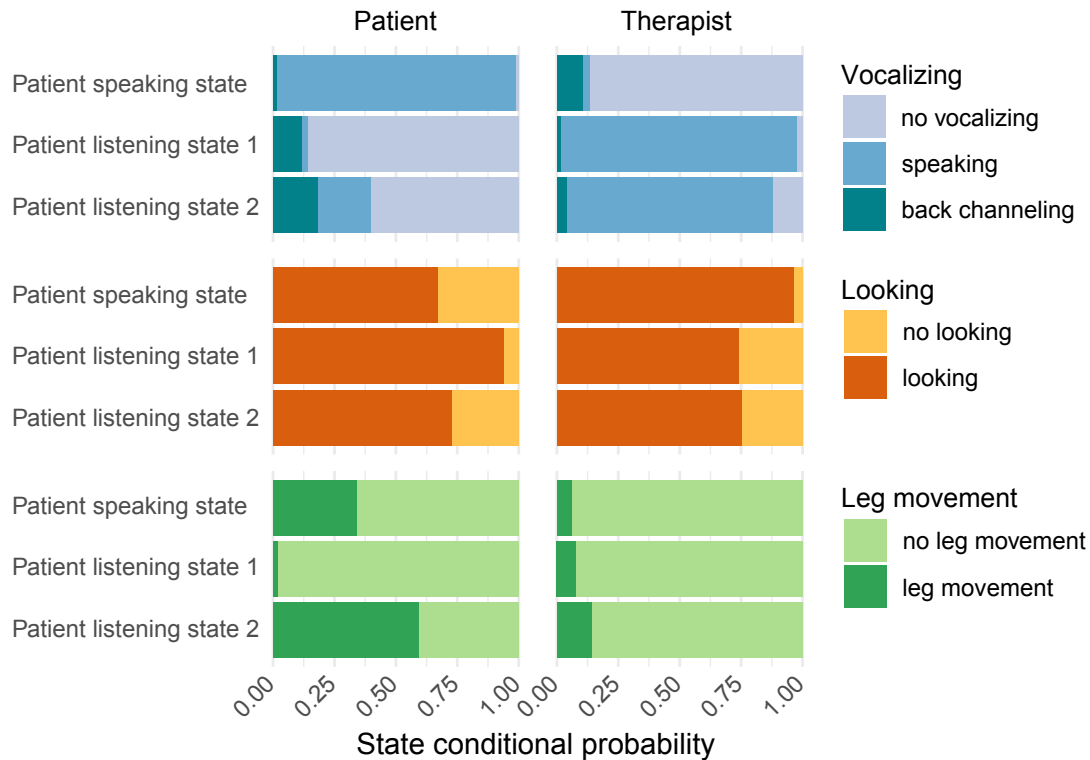 Patient Therapist
Patient speaking state
Patient listening state 1
Patient listening state 2
Vocalizing
no vocalizing
speaking
back channeling
Patient speaking state
Patient listening state 1
Patient listening state 2
Looking
no looking
looking
Patient speaking state
Patient listening state 1
Patient listening state 2
Leg movement
no leg movement
leg movement
0.00 0.25 0.50 0.75 1.00 0.00 0.25 0.50 0.75 1.00
State conditional probability